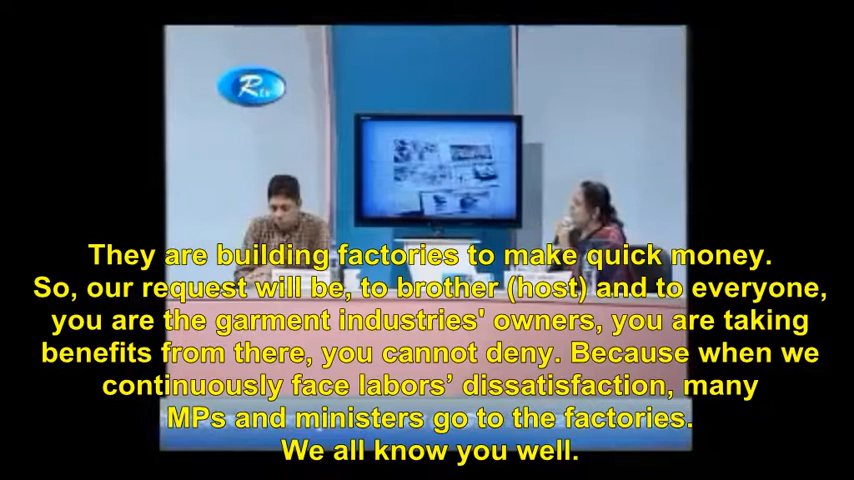 Rtv
They are building factories to make quick money.
So, our request will be, to brother (host) and to everyone,
you are the garment industries' owners, you are taking
benefits from there, you cannot deny. Because when we
continuously face labors’ dissatisfaction, many
MPs and ministers go to the factories.
We all know you well.